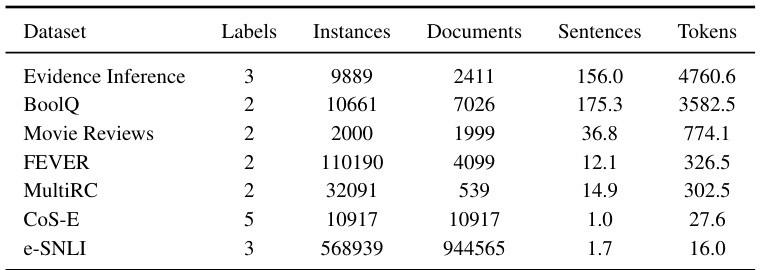 Dataset Labels Instances Documents Sentences Tokens
Evidence Inference 3 9889 2411 156.0 4760.6
BoolQ 2 10661 7026 175.3 3582.5
Movie Reviews 2 2000 1999 36.8 774.1
FEVER 2 110190 4099 12.1 326.5
MultiRC 2 32091 539 14.9 302.5
CoS-E 5 10917 10917 1.0 27.6
e-SNLI 3 568939 944565 1.7 16.0